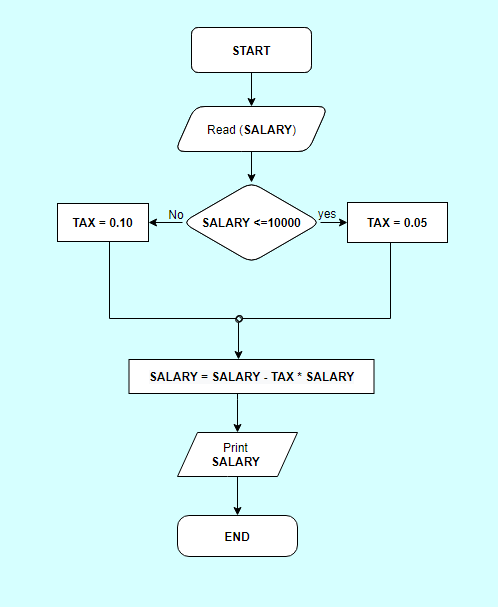 START
Read (SALARY)
SALARY <=10000
No
yes
TAX = 0.10
TAX = 0.05
SALARY = SALARY - TAX * SALARY
Print
SALARY
END